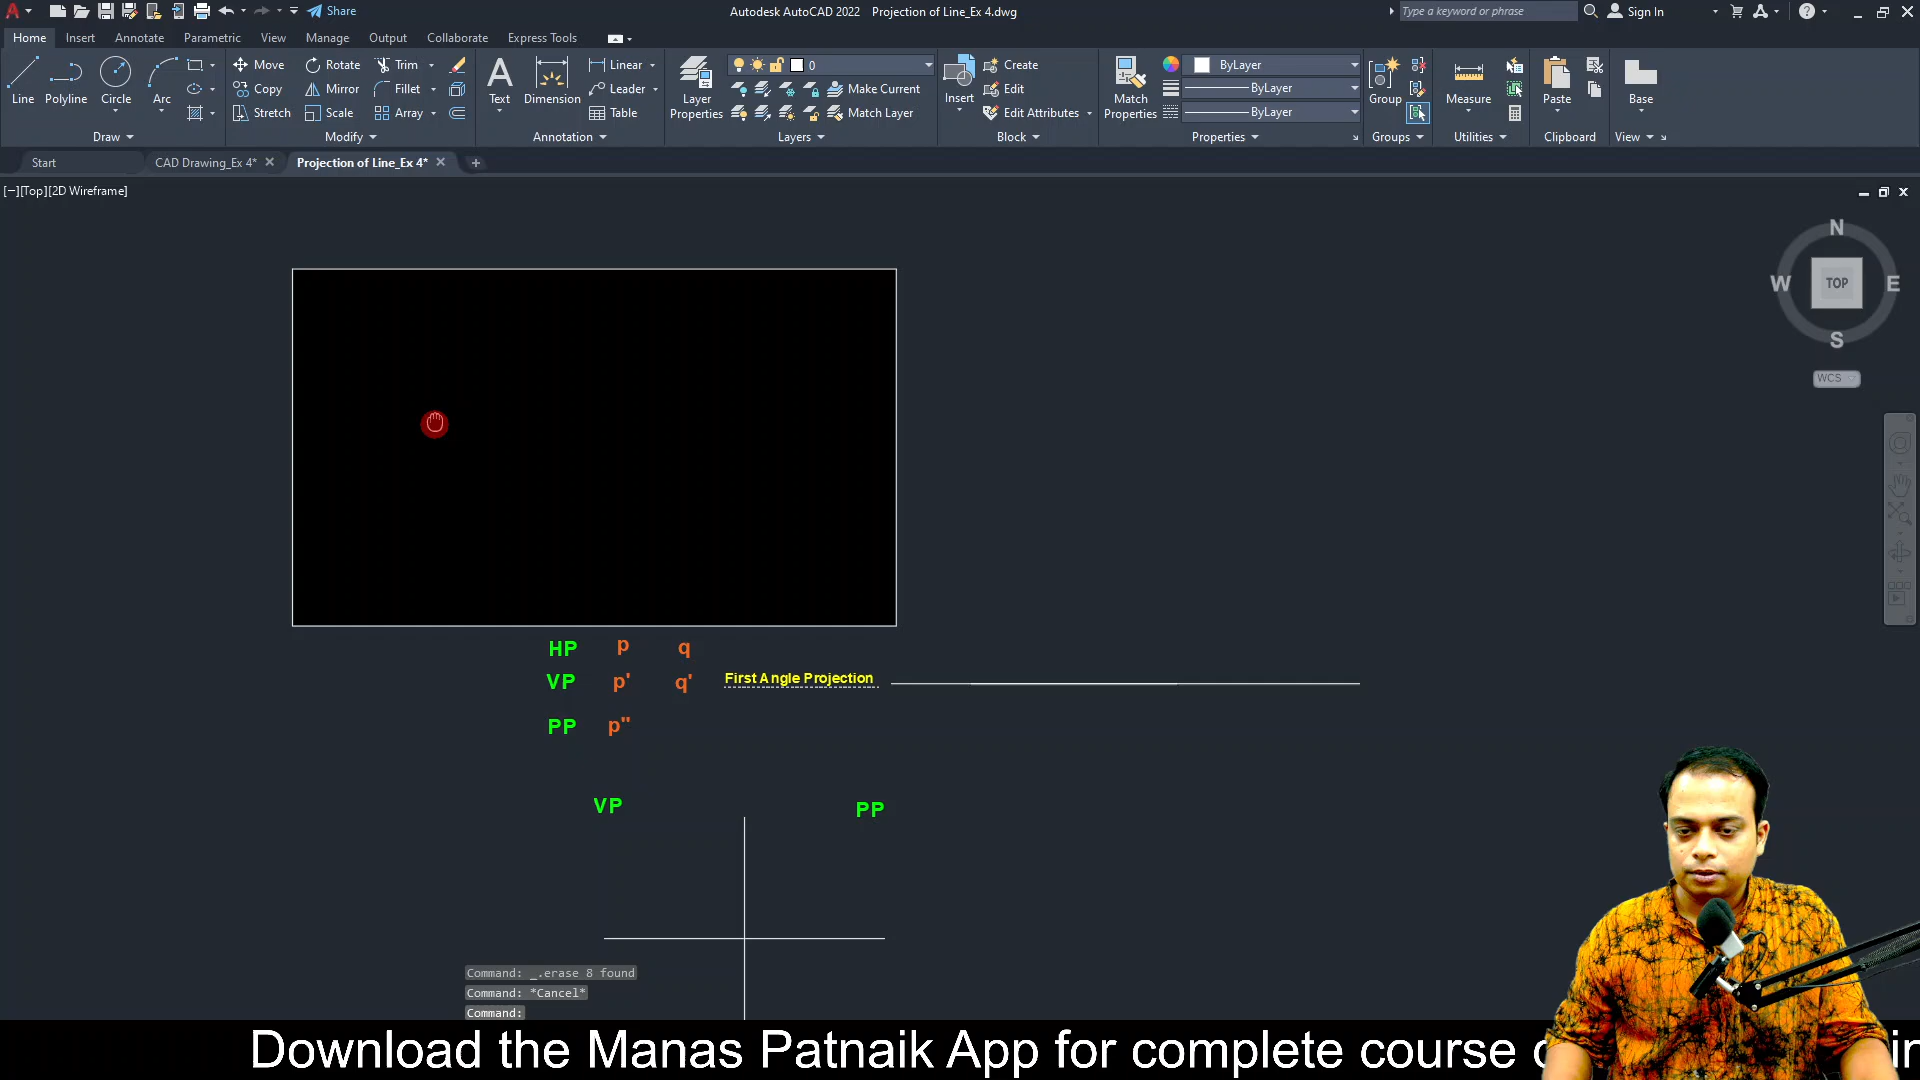 Share
Autodesk AutoCAD 2022 Projection of Line_Ex 4.dwg
Type a keyword or phrase
Sign In
Home Insert Annotate Parametric View Manage Output Collaborate Express Tools
Line Polyline Circle Arc
Move Rotate Trim
Copy Mirror Fillet
Stretch Scale Array
Text Dimension
Linear
Leader
Table
Layer Properties
0
Make Current
Match Layer
Insert
Create
Edit
Edit Attributes
Match Properties
ByLayer
ByLayer
ByLayer
Group Measure Paste Base
Draw Modify Annotation Layers Block Properties Groups Utilities Clipboard View
Start CAD Drawing_Ex 4* Projection of Line_Ex 4*
[−][Top][2D Wireframe]
N
W TOP E
S
WCS
HP p q
VP p' q' First Angle Projection
PP p"
VP PP
Command: _.erase 8 found
Command: *Cancel*
Command:
Download the Manas Patnaik App for complete course